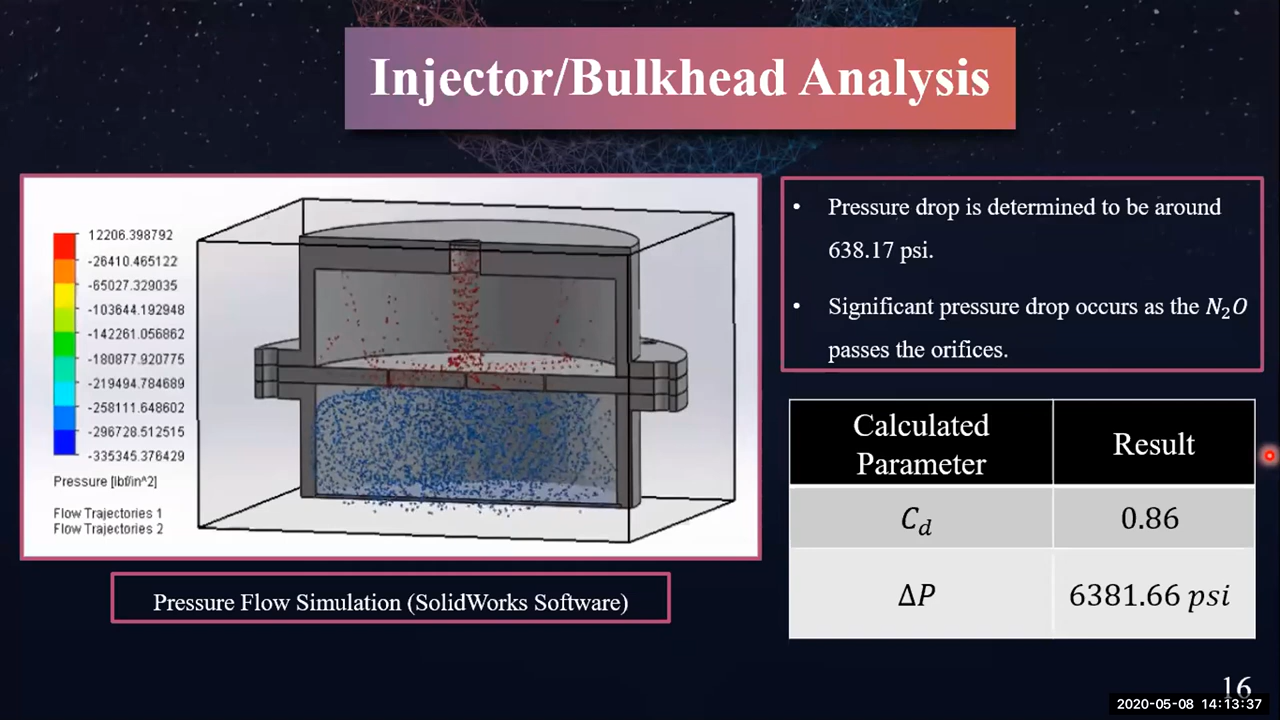 Injector/Bulkhead Analysis
12206.398792
-26410.465122
-65027.329035
-103644.192948
-142261.056862
-180877.920775
-219494.784689
-258111.648602
-296728.512515
-335345.376429
Pressure [lbf/in^2]
Flow Trajectories 1
Flow Trajectories 2
Pressure Flow Simulation (SolidWorks Software)
• Pressure drop is determined to be around
638.17 psi.
• Significant pressure drop occurs as the N₂O
passes the orifices.
Calculated Parameter Result
C_d 0.86
ΔP 6381.66 psi
16
2020-05-08 14:13:37